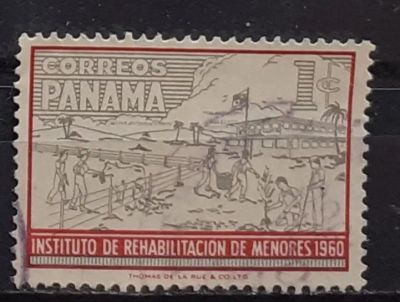 CORREOS
PANAMA
1 c
INSTITUTO DE REHABILITACION DE MENORES 1960
THOMAS DE LA RUE & CO. LTD.